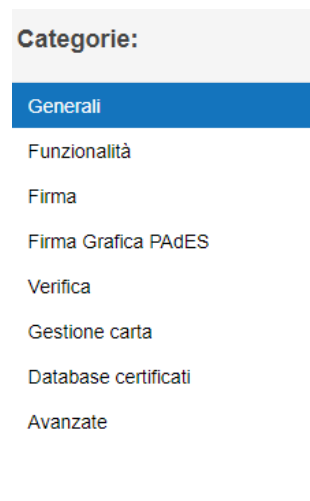 Categorie:
Generali
Funzionalità
Firma
Firma Grafica PAdES
Verifica
Gestione carta
Database certificati
Avanzate